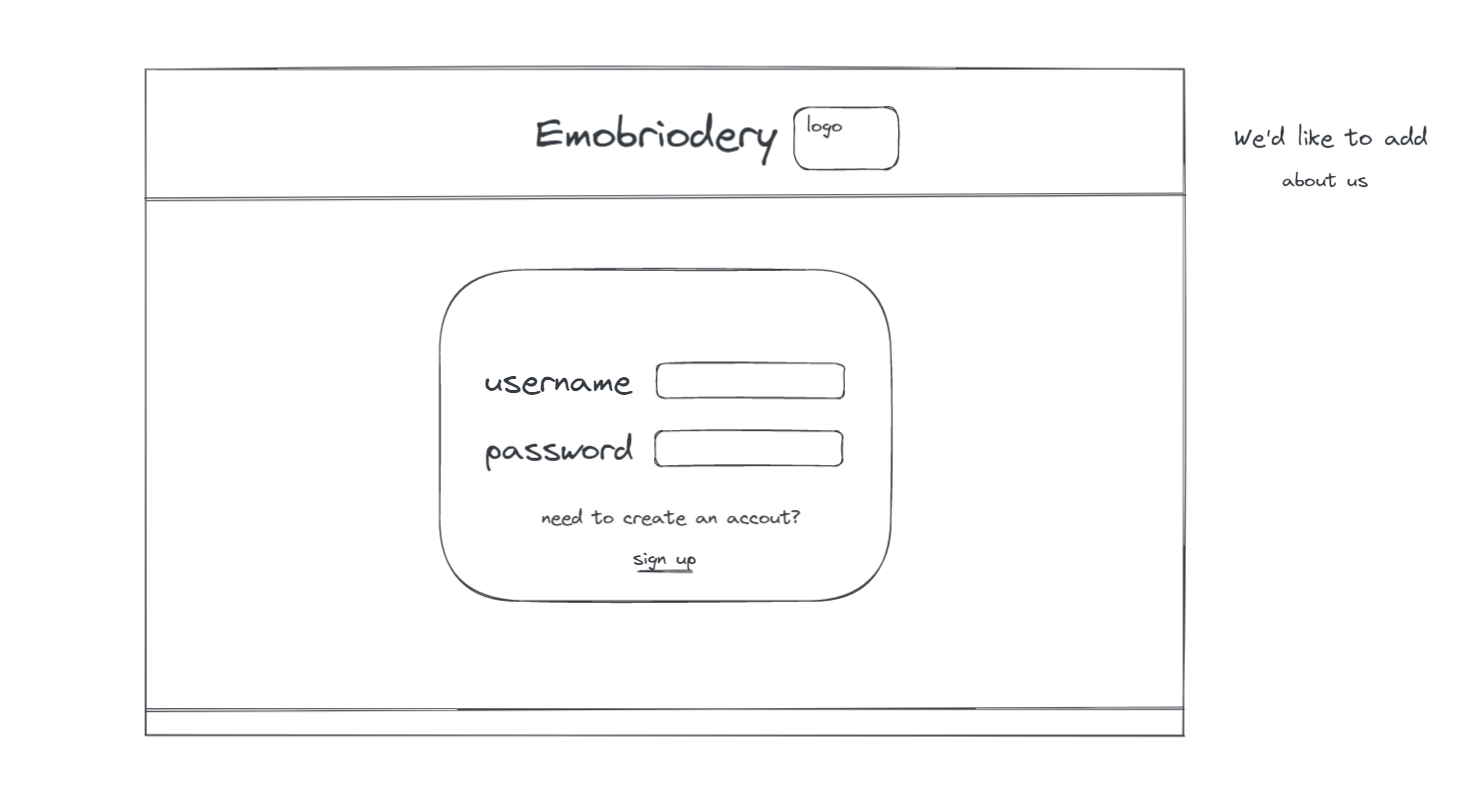 Emobriodery
logo
We'd like to add
about us
username
password
need to create an accout?
sign up